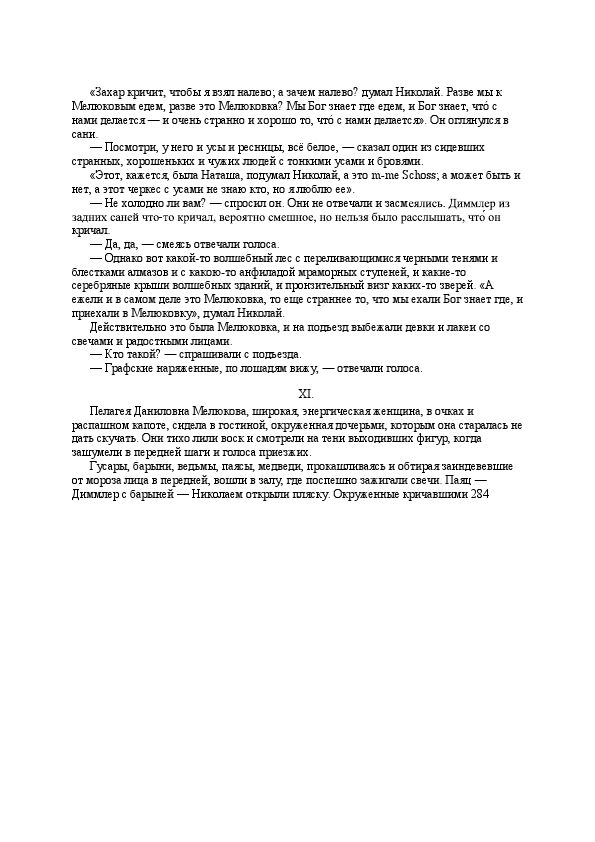 «Захар кричит, чтобы я взял налево; а зачем налево? думал Николай. Разве мы к
Мелюковым едем, разве это Мелюковка? Мы Бог знает где едем, и Бог знает, что́ с
нами делается — и очень странно и хорошо то, что́ с нами делается». Он оглянулся в
сани.
— Посмотри, у него и усы и ресницы, всё белое, — сказал один из сидевших
странных, хорошеньких и чужих людей с тонкими усами и бровями.
«Этот, кажется, была Наташа, подумал Николай, а это m-me Schoss; а может быть и
нет, а этот черкес с усами не знаю кто, но я люблю ее».
— Не холодно ли вам? — спросил он. Они не отвечали и засмеялись. Диммлер из
задних саней что-то кричал, вероятно смешное, но нельзя было расслышать, что́ он
кричал.
— Да, да, — смеясь отвечали голоса.
— Однако вот какой-то волшебный лес с переливающимися черными тенями и
блестками алмазов и с какою-то анфиладой мраморных ступеней, и какие-то
серебряные крыши волшебных зданий, и пронзительный визг каких-то зверей. «А
ежели и в самом деле это Мелюковка, то еще страннее то, что мы ехали Бог знает где, и
приехали в Мелюковку», думал Николай.
Действительно это была Мелюковка, и на подъезд выбежали девки и лакеи со
свечами и радостными лицами.
— Кто такой? — спрашивали с подъезда.
— Графские наряженные, по лошадям вижу, — отвечали голоса.
XI.
Пелагея Даниловна Мелюкова, широкая, энергическая женщина, в очках и
распашном капоте, сидела в гостиной, окруженная дочерьми, которым она старалась не
дать скучать. Они тихо лили воск и смотрели на тени выходивших фигур, когда
зашумели в передней шаги и голоса приезжих.
Гусары, барыни, ведьмы, паясы, медведи, прокашливаясь и обтирая заиндевевшие
от мороза лица в передней, вошли в залу, где поспешно зажигали свечи. Паяц —
Диммлер с барыней — Николаем открыли пляску. Окруженные кричавшими 284